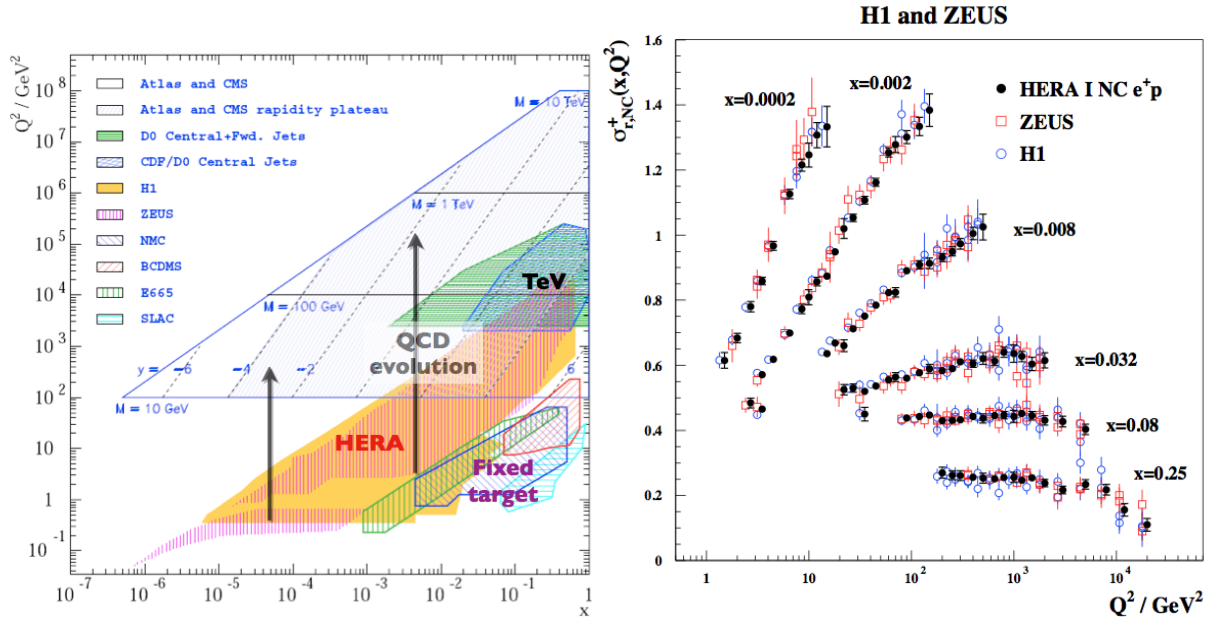 Q² / GeV²
10⁸
10⁷
10⁶
10⁵
10⁴
10³
10²
10
1
10⁻¹
Atlas and CMS
Atlas and CMS rapidity plateau
D0 Central+Fwd. Jets
CDF/D0 Central Jets
H1
ZEUS
NMC
BCDMS
E665
SLAC
M = 10 TeV
M = 1 TeV
M = 100 GeV
TeV
QCD
evolution
y = -6 -4 -2 6
M = 10 GeV
HERA
Fixed
target
10⁻⁷ 10⁻⁶ 10⁻⁵ 10⁻⁴ 10⁻³ 10⁻² 10⁻¹ 1
x
H1 and ZEUS
σ⁺r,NC(x,Q²)
1.6
1.4
1.2
1
0.8
0.6
0.4
0.2
0
x=0.0002
x=0.002
HERA I NC e⁺p
ZEUS
H1
x=0.008
x=0.032
x=0.08
x=0.25
1 10 10² 10³ 10⁴
Q² / GeV²